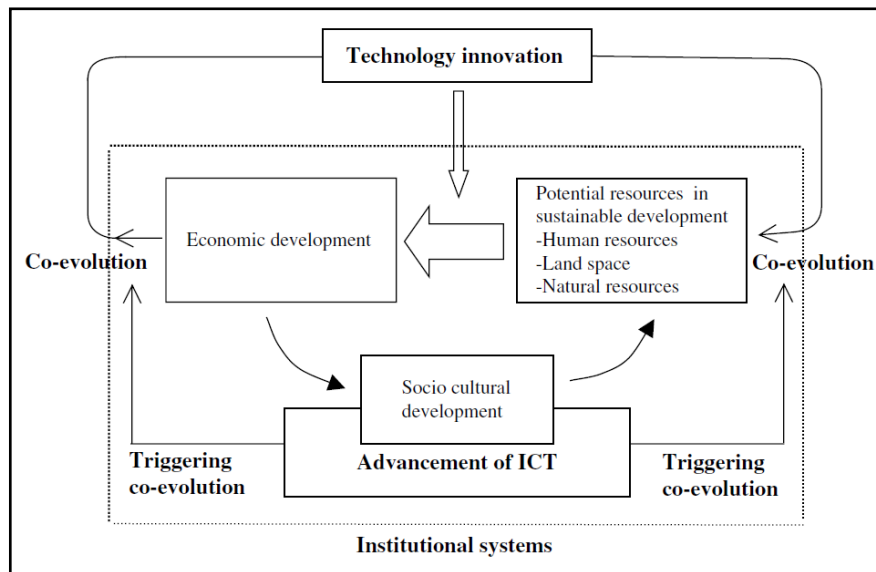 Technology innovation
Economic development
Potential resources in
sustainable development
-Human resources
-Land space
-Natural resources
Co-evolution
Co-evolution
Socio cultural
development
Advancement of ICT
Triggering
co-evolution
Triggering
co-evolution
Institutional systems